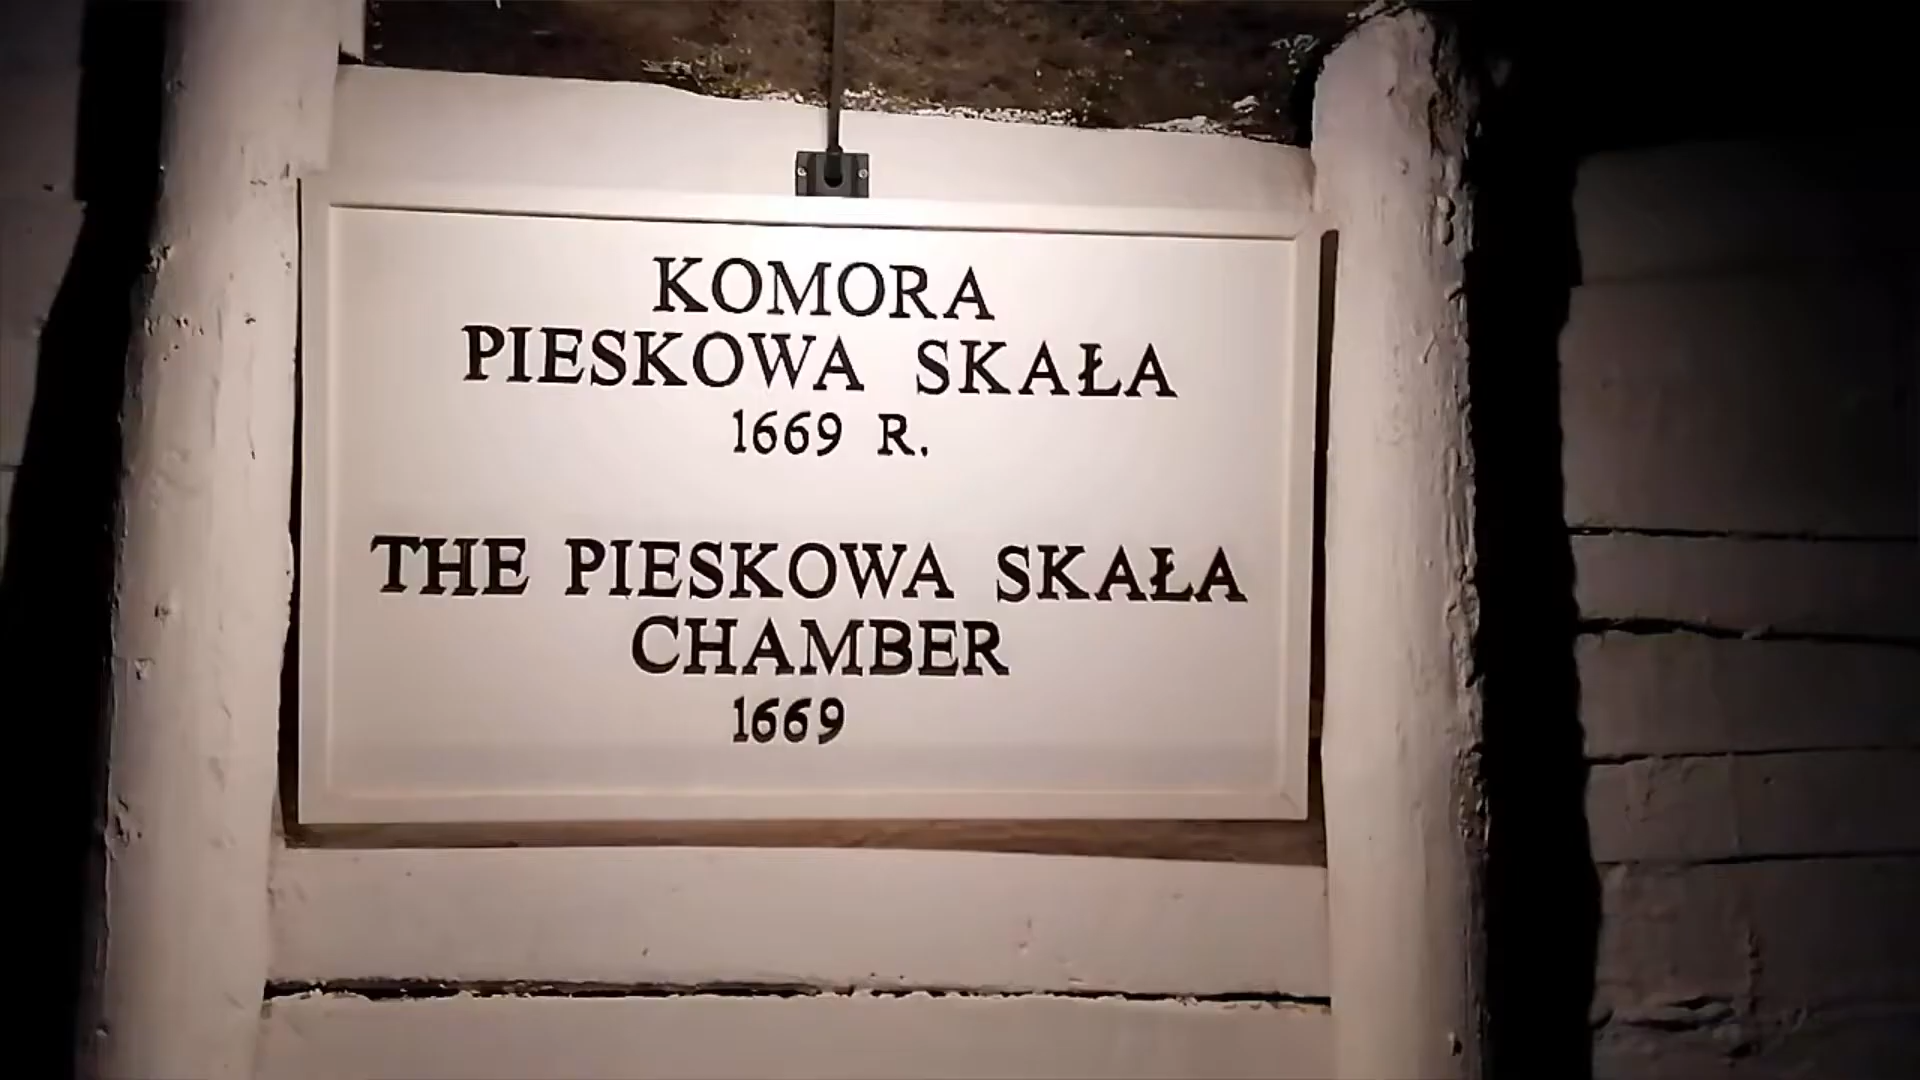 KOMORA
PIESKOWA SKAŁA
1669 R.
THE PIESKOWA SKAŁA
CHAMBER
1669